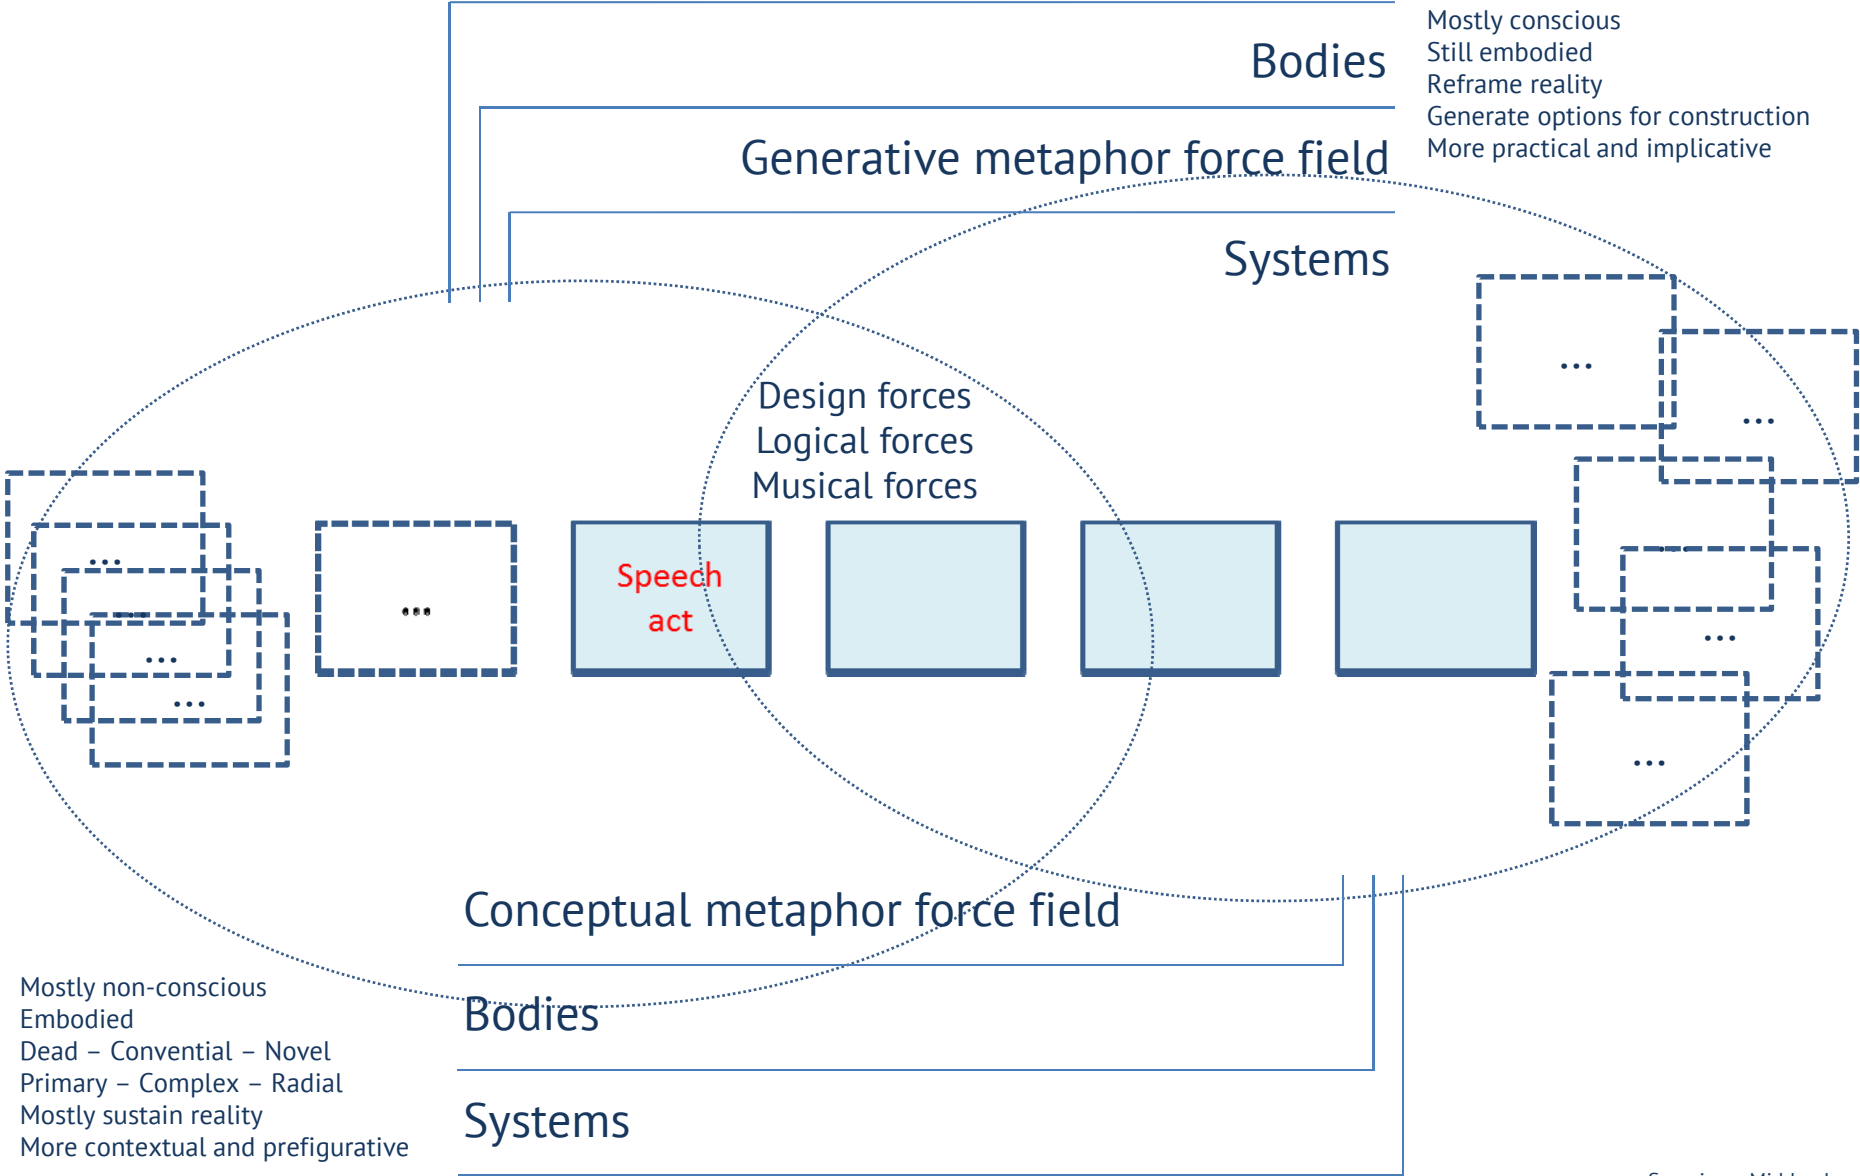 Mostly conscious
Still embodied
Reframe reality
Generate options for construction
More practical and implicative
Bodies
Generative metaphor force field
Systems
Design forces
Logical forces
Musical forces
...
...
...
...
...
...
...
...
...
...
Speech
act
Conceptual metaphor force field
Bodies
Systems
Mostly non-conscious
Embodied
Dead – Convential – Novel
Primary – Complex – Radial
Mostly sustain reality
More contextual and prefigurative